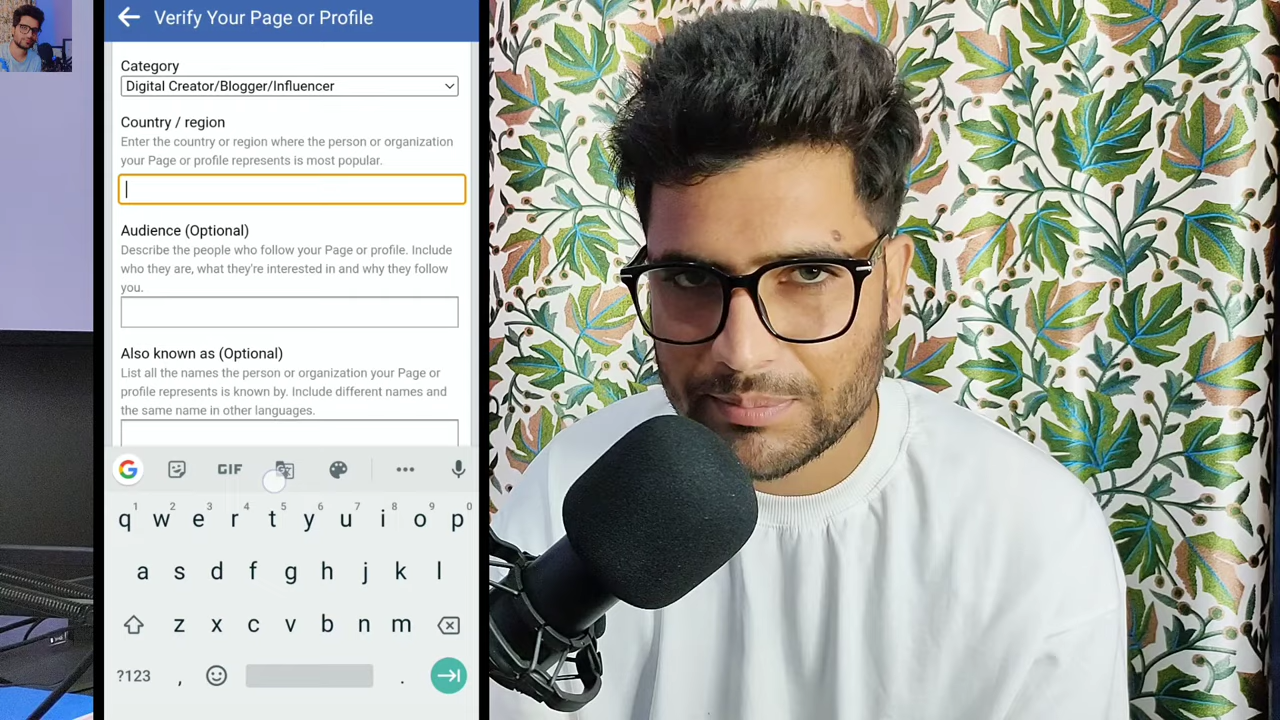 Verify Your Page or Profile
Category
Digital Creator/Blogger/Influencer
Country / region
Enter the country or region where the person or organization
your Page or profile represents is most popular.
Audience (Optional)
Describe the people who follow your Page or profile. Include
who they are, what they're interested in and why they follow
you.
Also known as (Optional)
List all the names the person or organization your Page or
profile represents is known by. Include different names and
the same name in other languages.
G GIF
1 2 3 4 5 6 7 8 9 0
q w e r t y u i o p
a s d f g h j k l
z x c v b n m
?123 , .